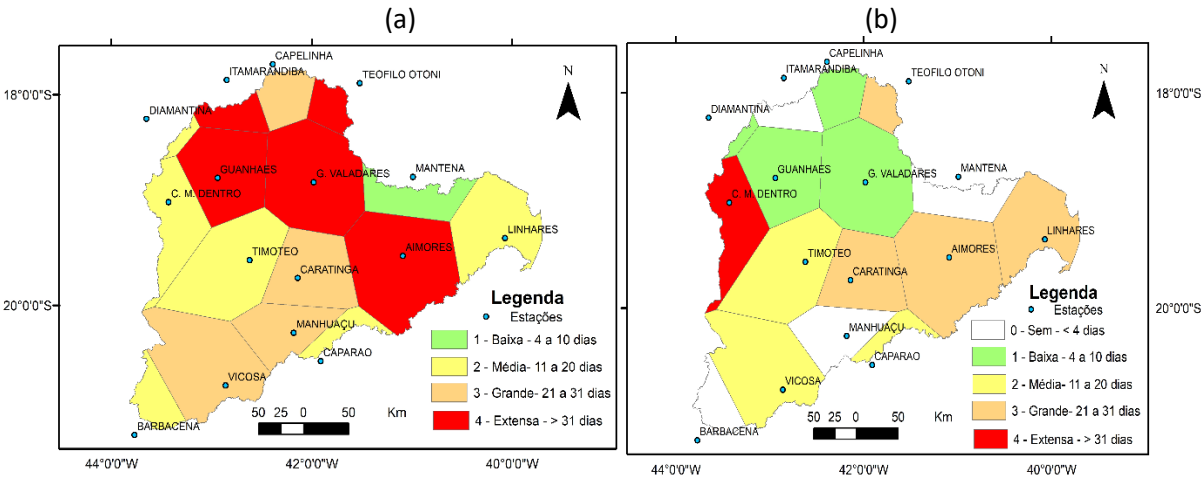 (a)
CAPELINHA
ITAMARANDIBA
TEOFILO OTONI
N
18°0'0"S
DIAMANTINA
GUANHAES
G. VALADARES
MANTENA
C. M. DENTRO
LINHARES
TIMOTEO
AIMORES
CARATINGA
20°0'0"S
Legenda
Estações
MANHUAÇU
1 - Baixa - 4 a 10 dias
CAPARAO
2 - Média- 11 a 20 dias
VICOSA
3 - Grande- 21 a 31 dias
50 25 0 50 Km
4 - Extensa - > 31 dias
BARBACENA
44°0'0"W 42°0'0"W 40°0'0"W
(b)
CAPELINHA
ITAMARANDIBA
TEOFILO OTONI
N
18°0'0"S
DIAMANTINA
GUANHAES
G. VALADARES
MANTENA
C. M. DENTRO
LINHARES
TIMOTEO
AIMORES
CARATINGA
20°0'0"S
Legenda
Estações
MANHUAÇU
0 - Sem - < 4 dias
CAPARAO
1 - Baixa - 4 a 10 dias
VICOSA
2 - Média- 11 a 20 dias
50 25 0 50 Km
3 - Grande- 21 a 31 dias
BARBACENA
4 - Extensa - > 31 dias
44°0'0"W 42°0'0"W 40°0'0"W